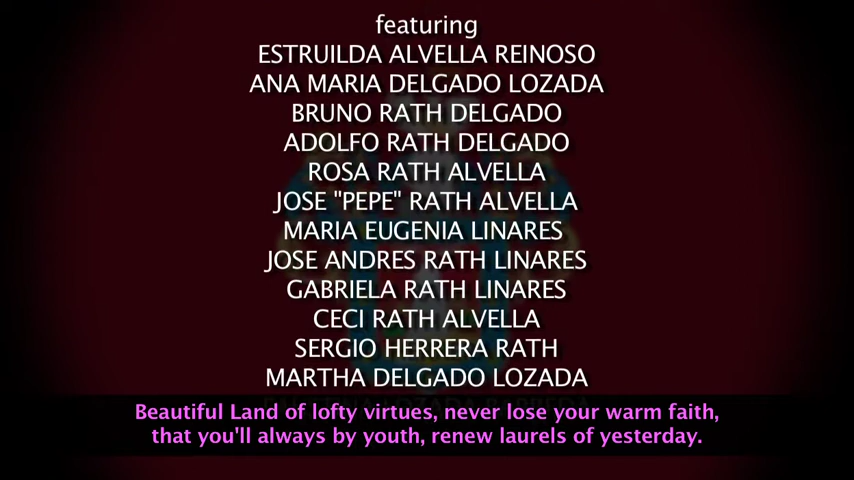 featuring
ESTRUILDA ALVELLA REINOSO
ANA MARIA DELGADO LOZADA
BRUNO RATH DELGADO
ADOLFO RATH DELGADO
ROSA RATH ALVELLA
JOSE "PEPE" RATH ALVELLA
MARIA EUGENIA LINARES
JOSE ANDRES RATH LINARES
GABRIELA RATH LINARES
CECI RATH ALVELLA
SERGIO HERRERA RATH
MARTHA DELGADO LOZADA
Beautiful Land of lofty virtues, never lose your warm faith,
that you'll always by youth, renew laurels of yesterday.